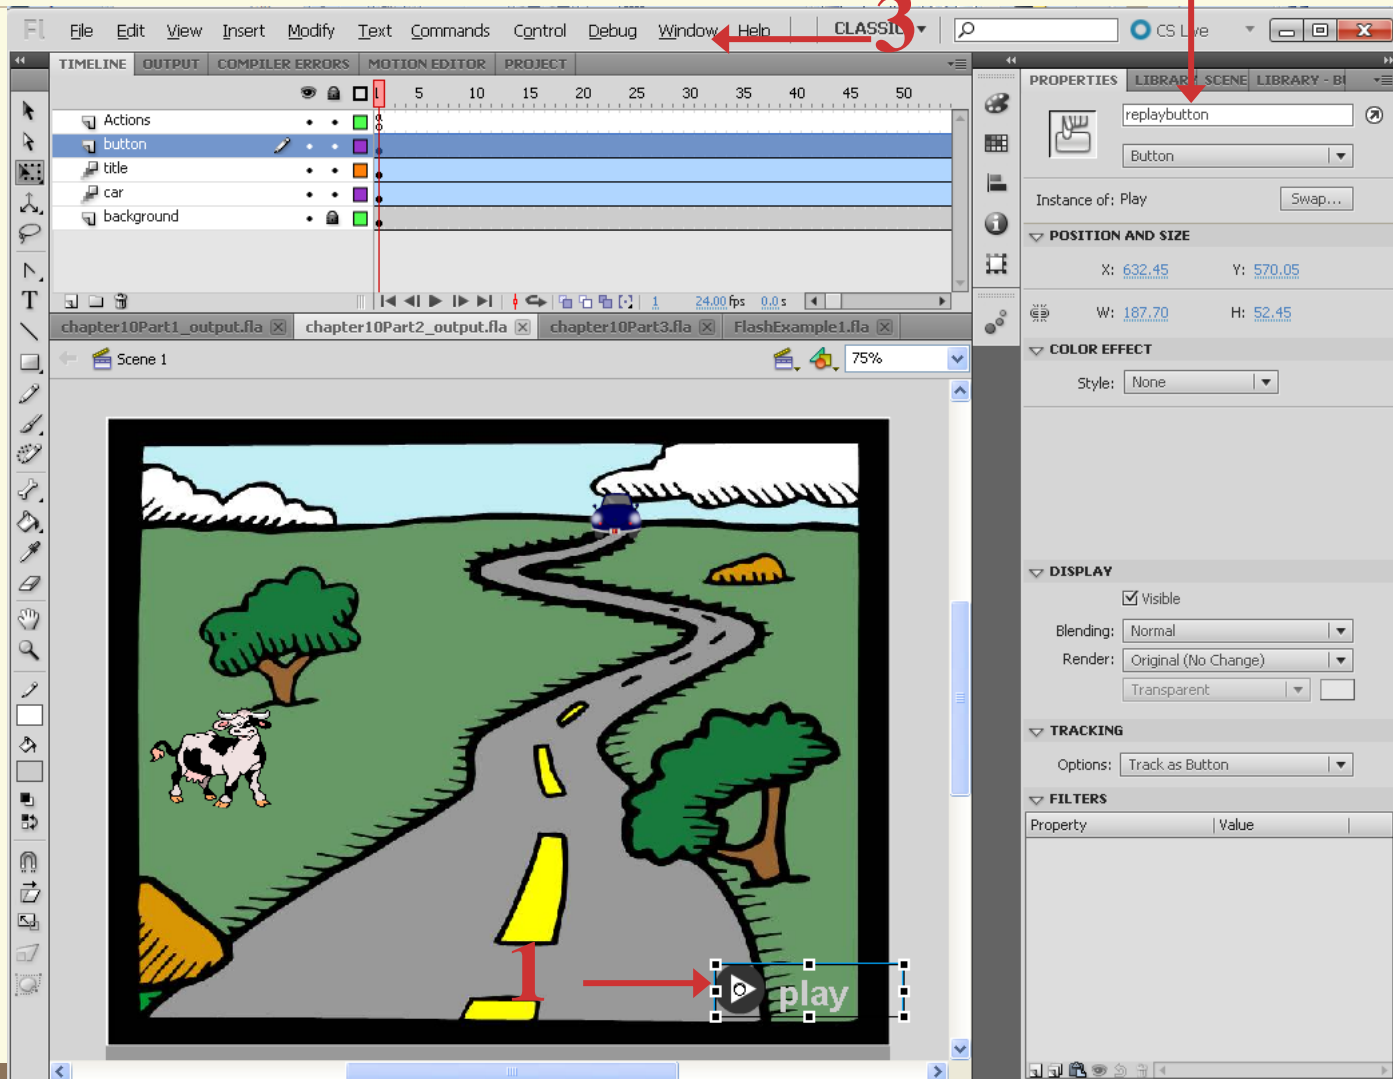 Fl File Edit View Insert Modify Text Commands Control Debug Window Help CLASSIC CS Live
3
TIMELINE OUTPUT COMPILER ERRORS MOTION EDITOR PROJECT
1 5 10 15 20 25 30 35 40 45 50
Actions
button
title
car
background
1 24.00 fps 0.0 s
chapter10Part1_output.fla chapter10Part2_output.fla chapter10Part3.fla FlashExample1.fla
Scene 1 75%
1
play
PROPERTIES LIBRARY SCENE LIBRARY - BU
replaybutton
Button
Instance of: Play Swap...
POSITION AND SIZE
X: 632.45 Y: 570.05
W: 187.70 H: 52.45
COLOR EFFECT
Style: None
DISPLAY
Visible
Blending: Normal
Render: Original (No Change)
Transparent
TRACKING
Options: Track as Button
FILTERS
Property Value